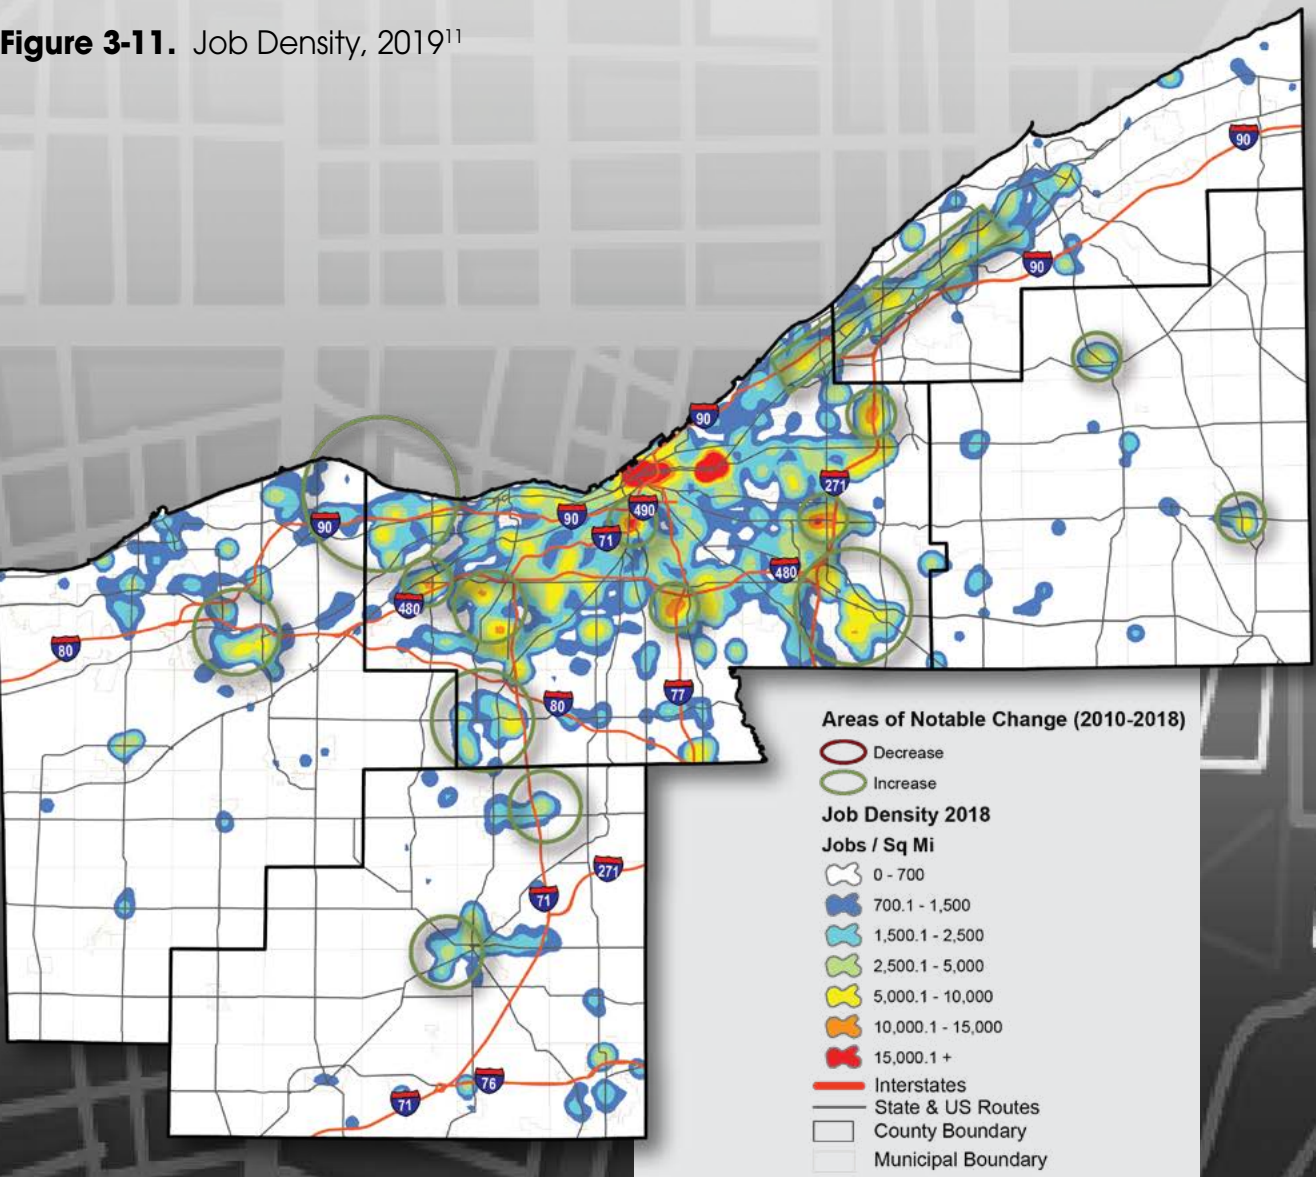 Figure 3-11. Job Density, 2019¹¹
90
90
90
271
90
490
90
71
480
480
80
80
77
271
71
76
71
Areas of Notable Change (2010-2018)
Decrease
Increase
Job Density 2018
Jobs / Sq Mi
0 - 700
700.1 - 1,500
1,500.1 - 2,500
2,500.1 - 5,000
5,000.1 - 10,000
10,000.1 - 15,000
15,000.1 +
Interstates
State & US Routes
County Boundary
Municipal Boundary